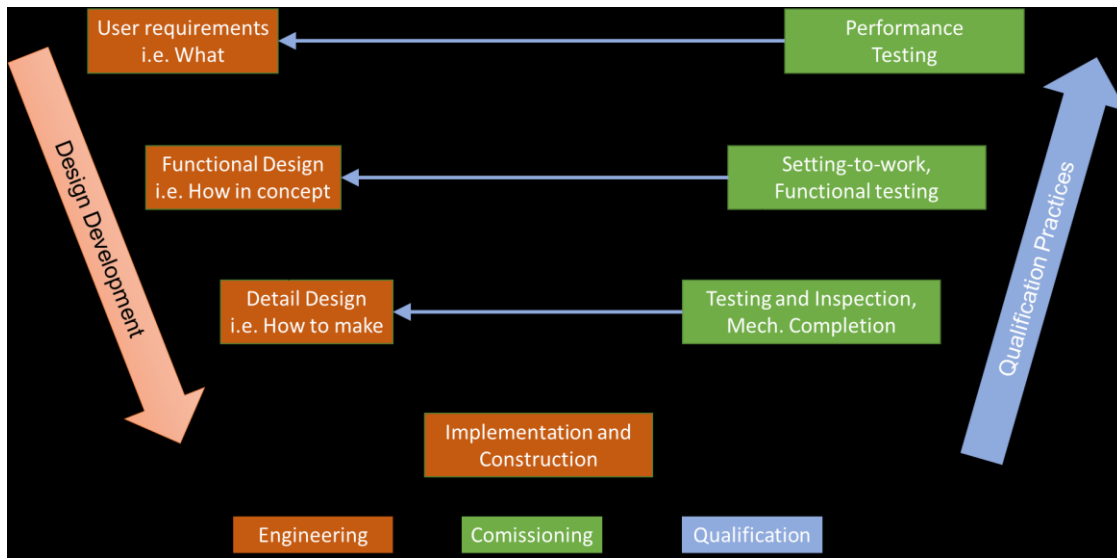 User requirements
i.e. What
Performance
Testing
Design Development
Functional Design
i.e. How in concept
Setting-to-work,
Functional testing
Qualification Practices
Detail Design
i.e. How to make
Testing and Inspection,
Mech. Completion
Implementation and
Construction
Engineering
Comissioning
Qualification